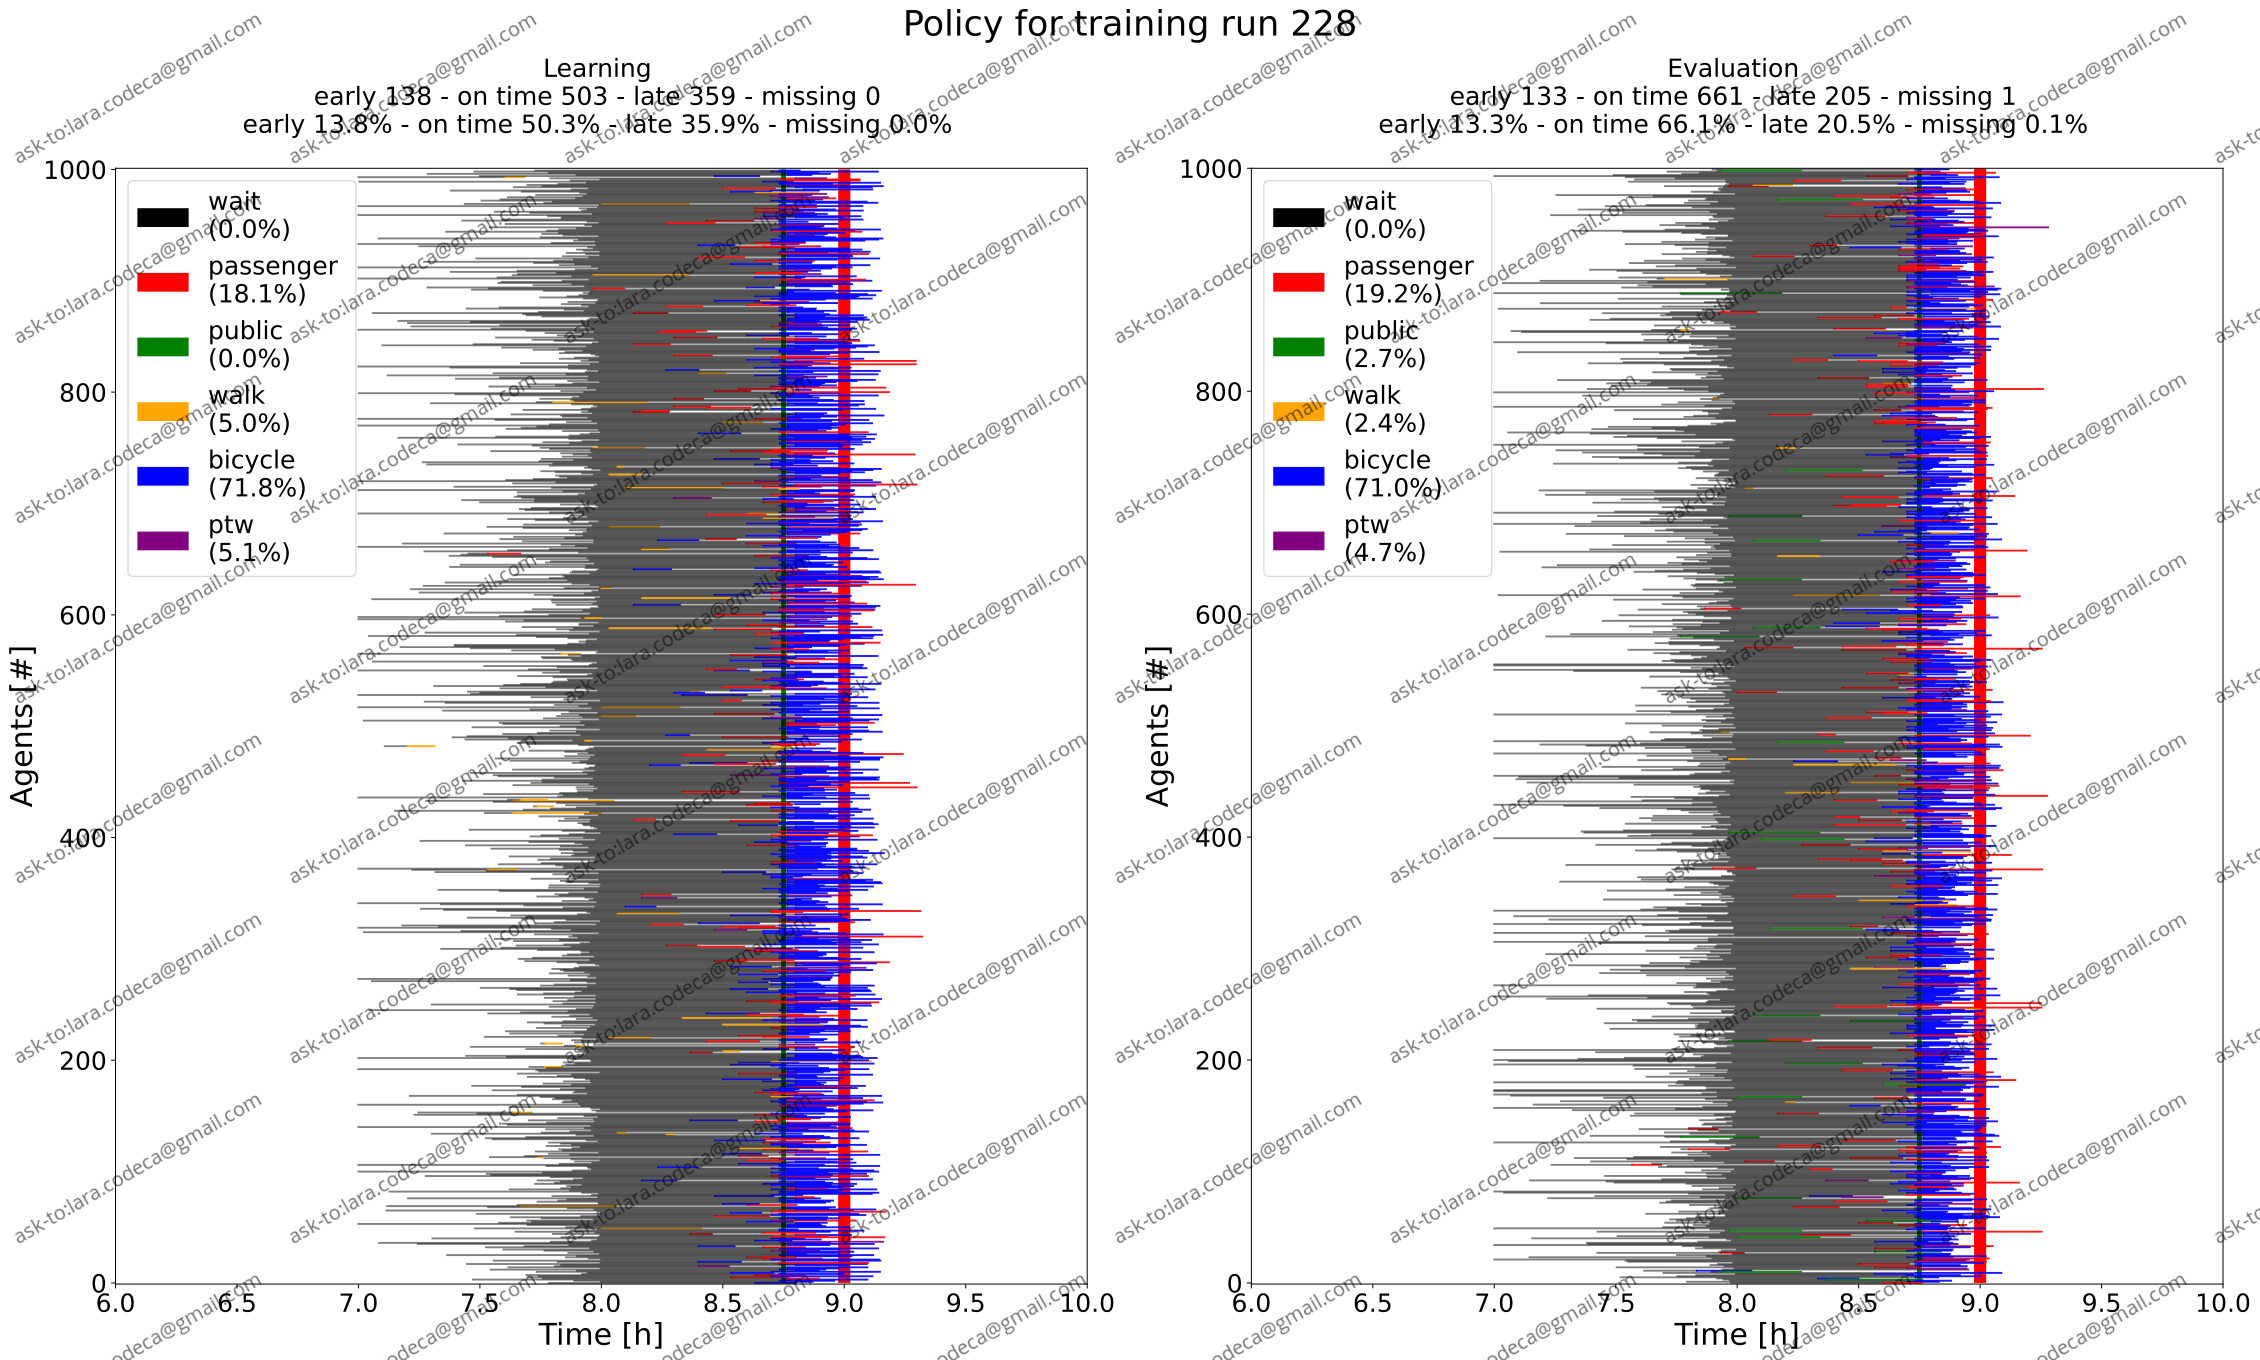 Policy for training run 228
Learning
early 138 - on time 503 - late 359 - missing 0
early 13.8% - on time 50.3% - late 35.9% - missing 0.0%
1000
800
600
400
200
0
Agents [#]
wait
(0.0%)
passenger
(18.1%)
public
(0.0%)
walk
(5.0%)
bicycle
(71.8%)
ptw
(5.1%)
6.0 6.5 7.0 7.5 8.0 8.5 9.0 9.5 10.0
Time [h]
Evaluation
early 133 - on time 661 - late 205 - missing 1
early 13.3% - on time 66.1% - late 20.5% - missing 0.1%
1000
800
600
400
200
0
Agents [#]
wait
(0.0%)
passenger
(19.2%)
public
(2.7%)
walk
(2.4%)
bicycle
(71.0%)
ptw
(4.7%)
6.0 6.5 7.0 7.5 8.0 8.5 9.0 9.5 10.0
Time [h]
ask-to:lara.codeca@gmail.com